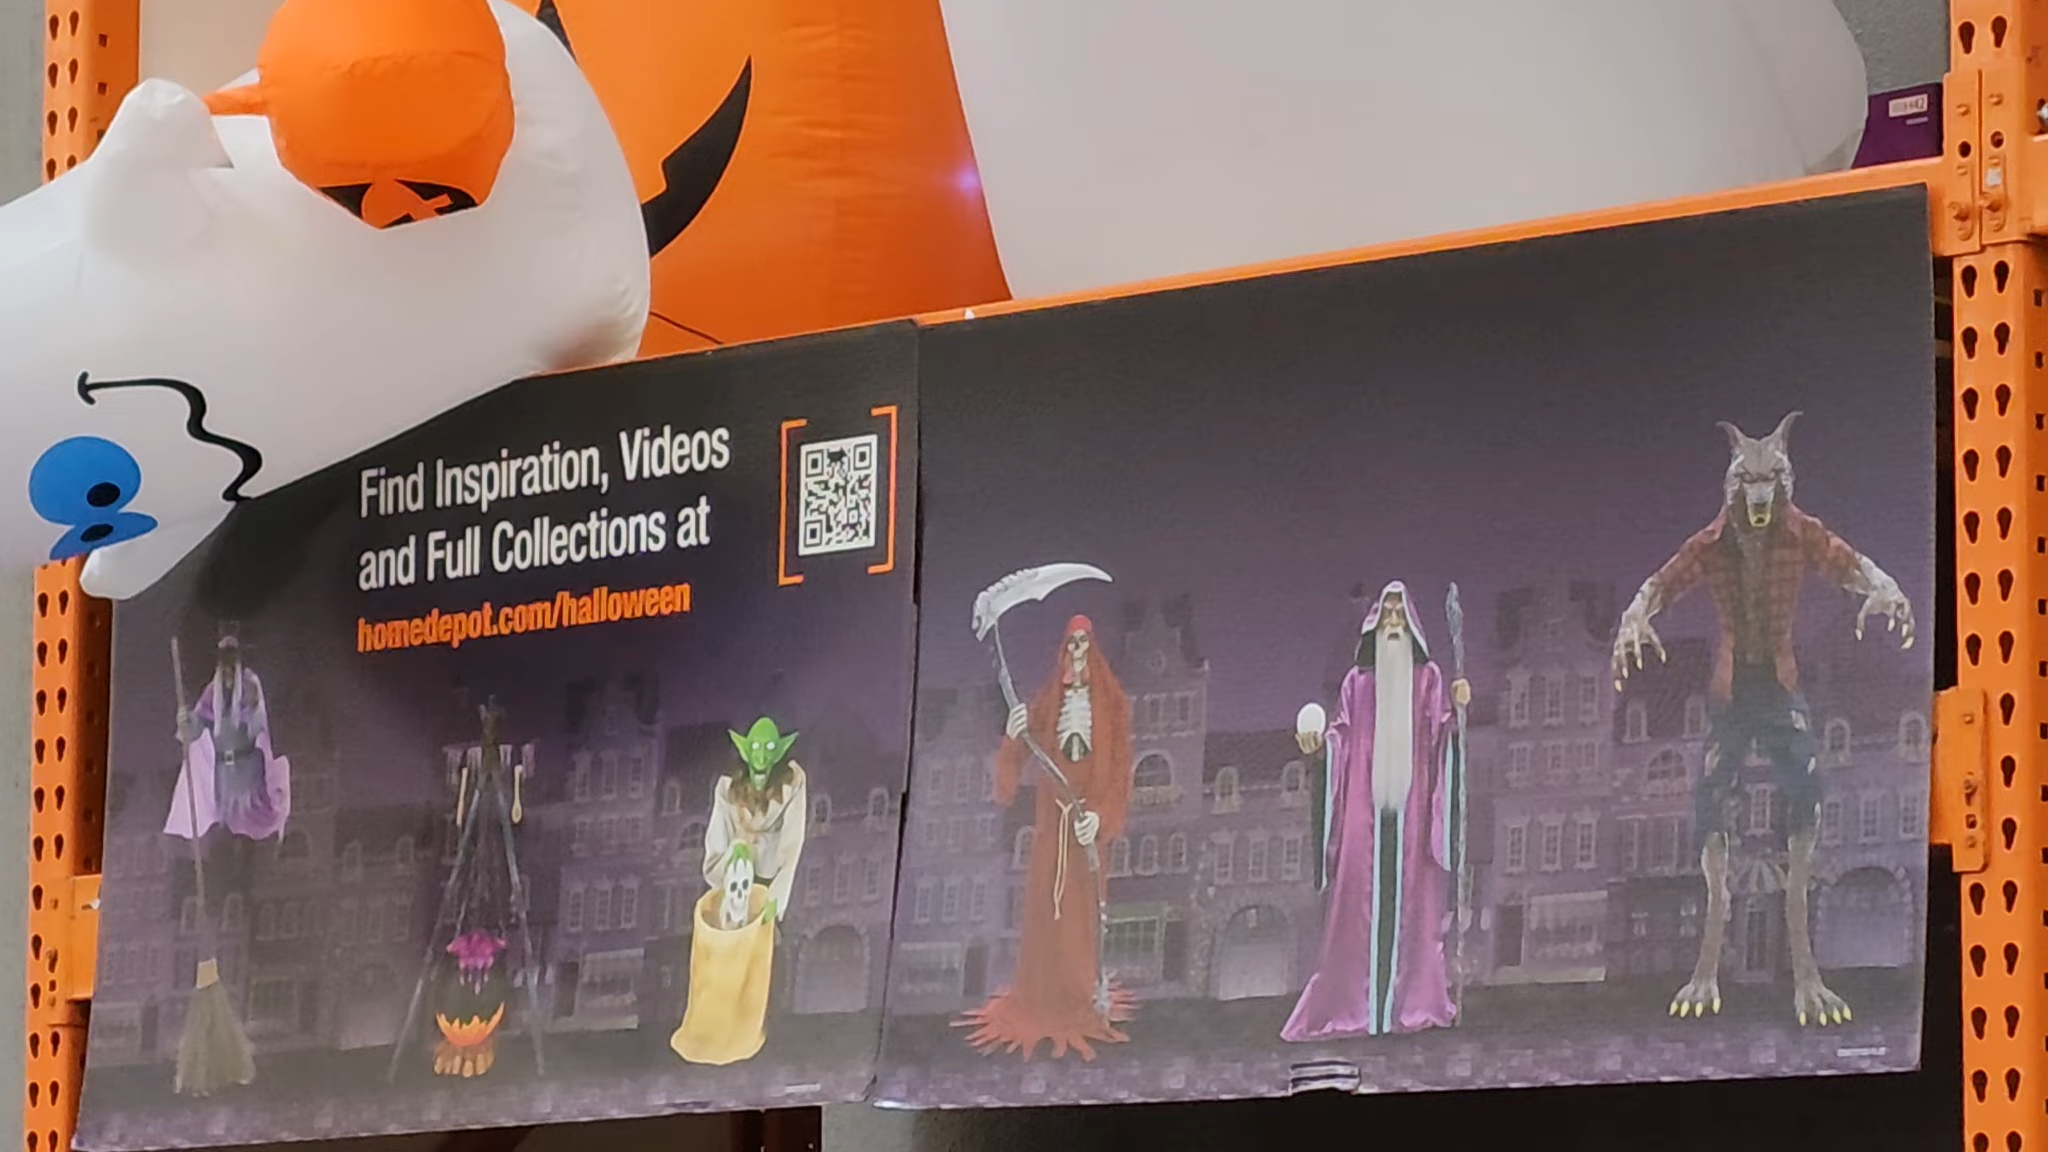 Find Inspiration, Videos
and Full Collections at
homedepot.com/halloween